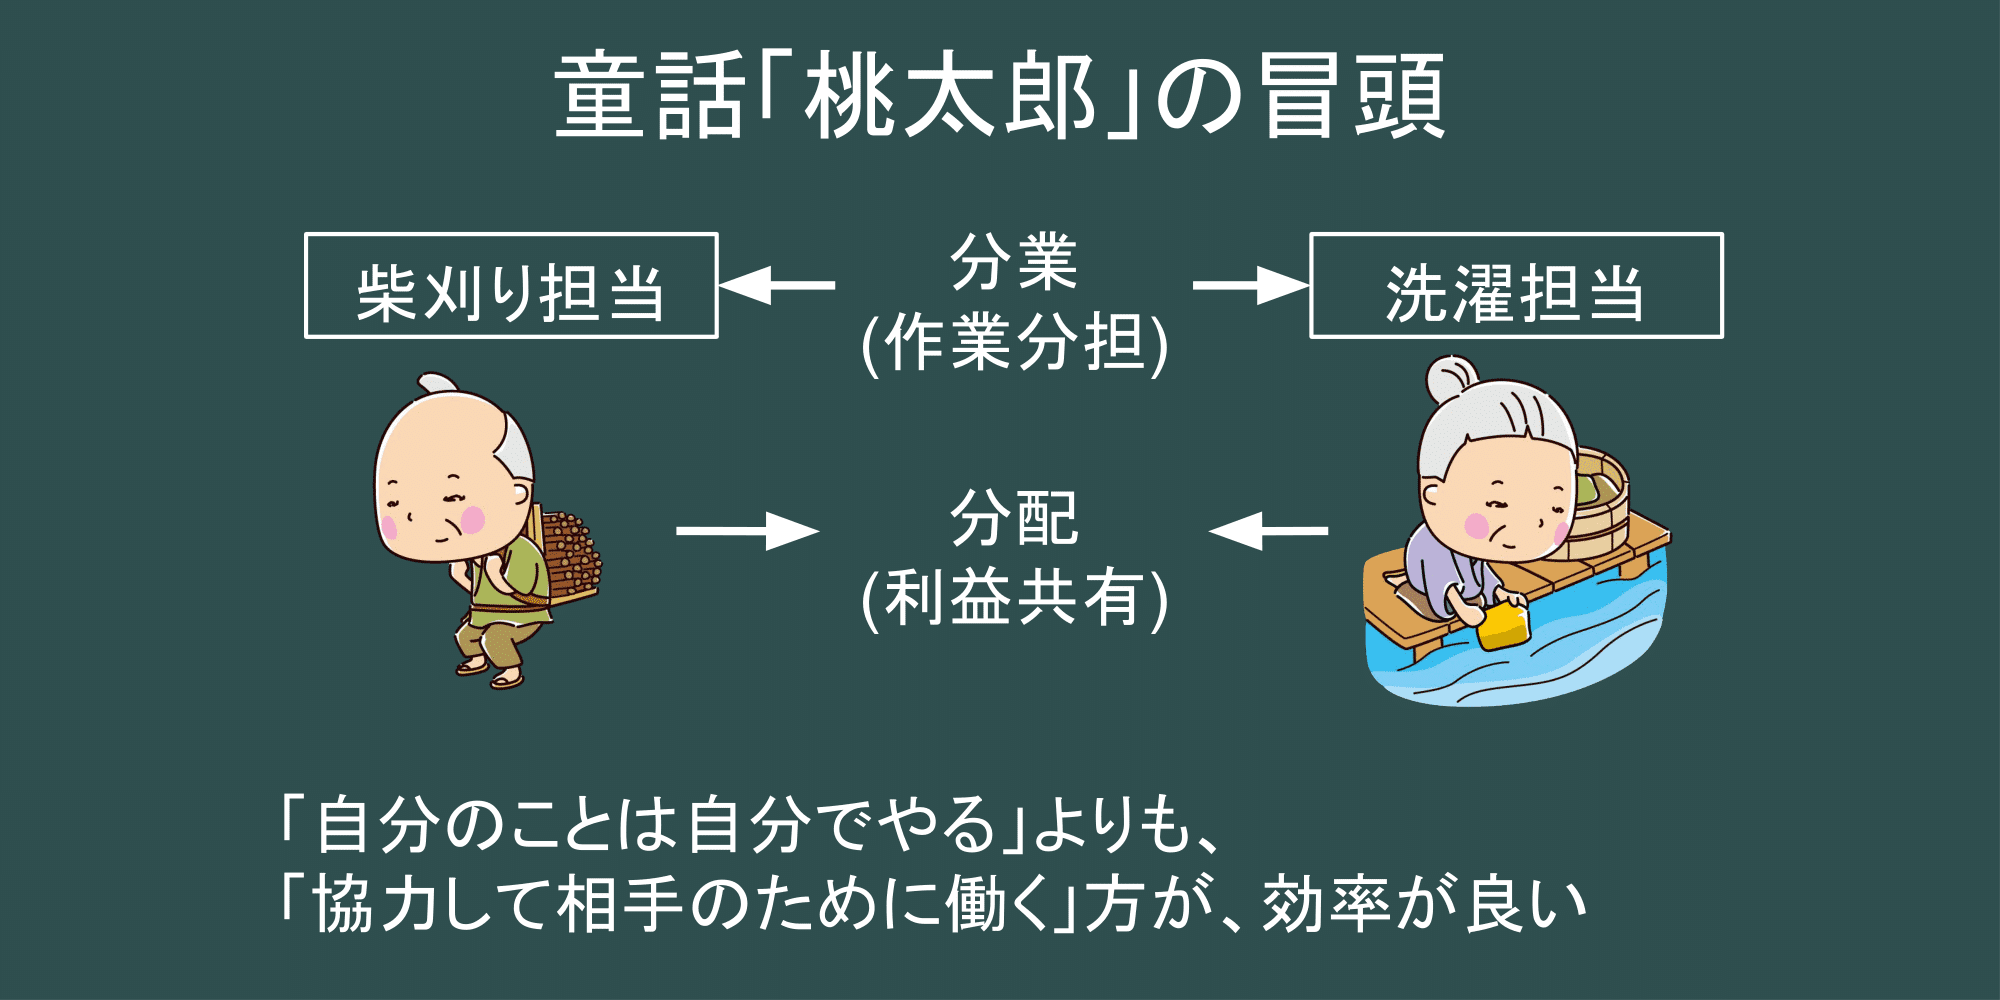 童話「桃太郎」の冒頭
柴刈り担当
分業
(作業分担)
洗濯担当
分配
(利益共有)
「自分のことは自分でやる」よりも、
「協力して相手のために働く」方が、効率が良い